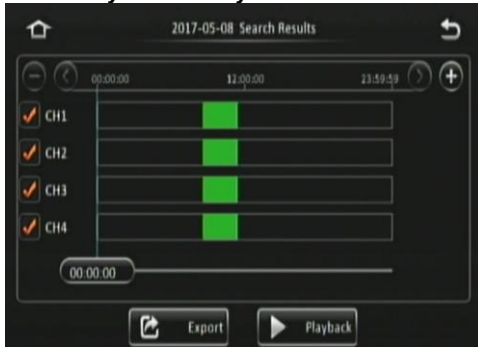 2017-05-08 Search Results
00:00:00 12:00:00 23:59:59
CH1
CH2
CH3
CH4
00:00:00
Export Playback